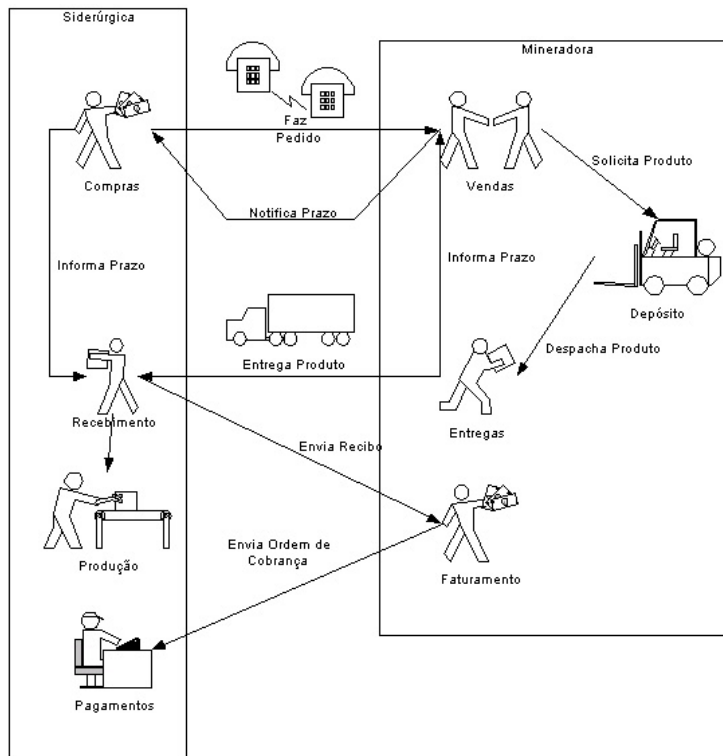 Siderúrgica
Mineradora
Faz
Pedido
Compras
Vendas
Solicita Produto
Notifica Prazo
Informa Prazo
Informa Prazo
Depósito
Entrega Produto
Despacha Produto
Recebimento
Entregas
Envia Recibo
Envia Ordem de
Cobrança
Produção
Faturamento
Pagamentos